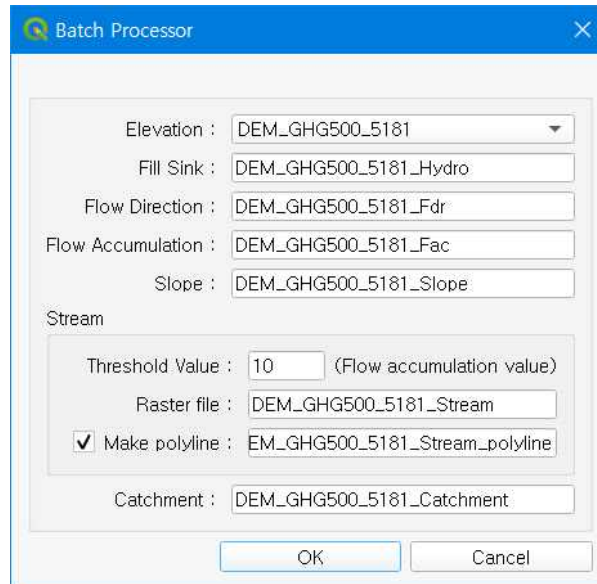 Batch Processor
Elevation : DEM_GHG500_5181
Fill Sink : DEM_GHG500_5181_Hydro
Flow Direction : DEM_GHG500_5181_Fdr
Flow Accumulation : DEM_GHG500_5181_Fac
Slope : DEM_GHG500_5181_Slope
Stream
Threshold Value : 10 (Flow accumulation value)
Raster file : DEM_GHG500_5181_Stream
Make polyline : EM_GHG500_5181_Stream_polyline
Catchment : DEM_GHG500_5181_Catchment
OK Cancel